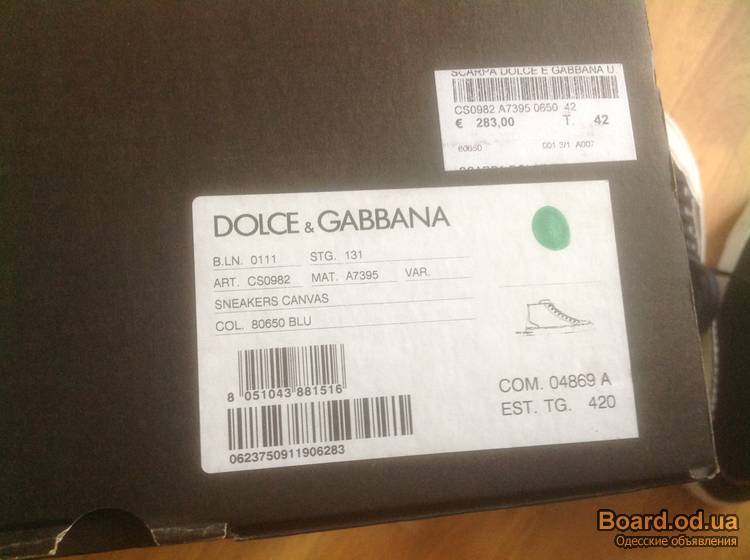 SCARPA DOLCE E GABBANA U
CS0982 A7395 0650 42
€ 283,00 T. 42
80650 001 3/1 A007
DOLCE & GABBANA
B.LN. 0111 STG. 131
ART. CS0982 MAT. A7395 VAR.
SNEAKERS CANVAS
COL. 80650 BLU
8 051043 881516
0623750911906283
COM. 04869 A
EST. TG. 420
Board.od.ua
Одесские объявления